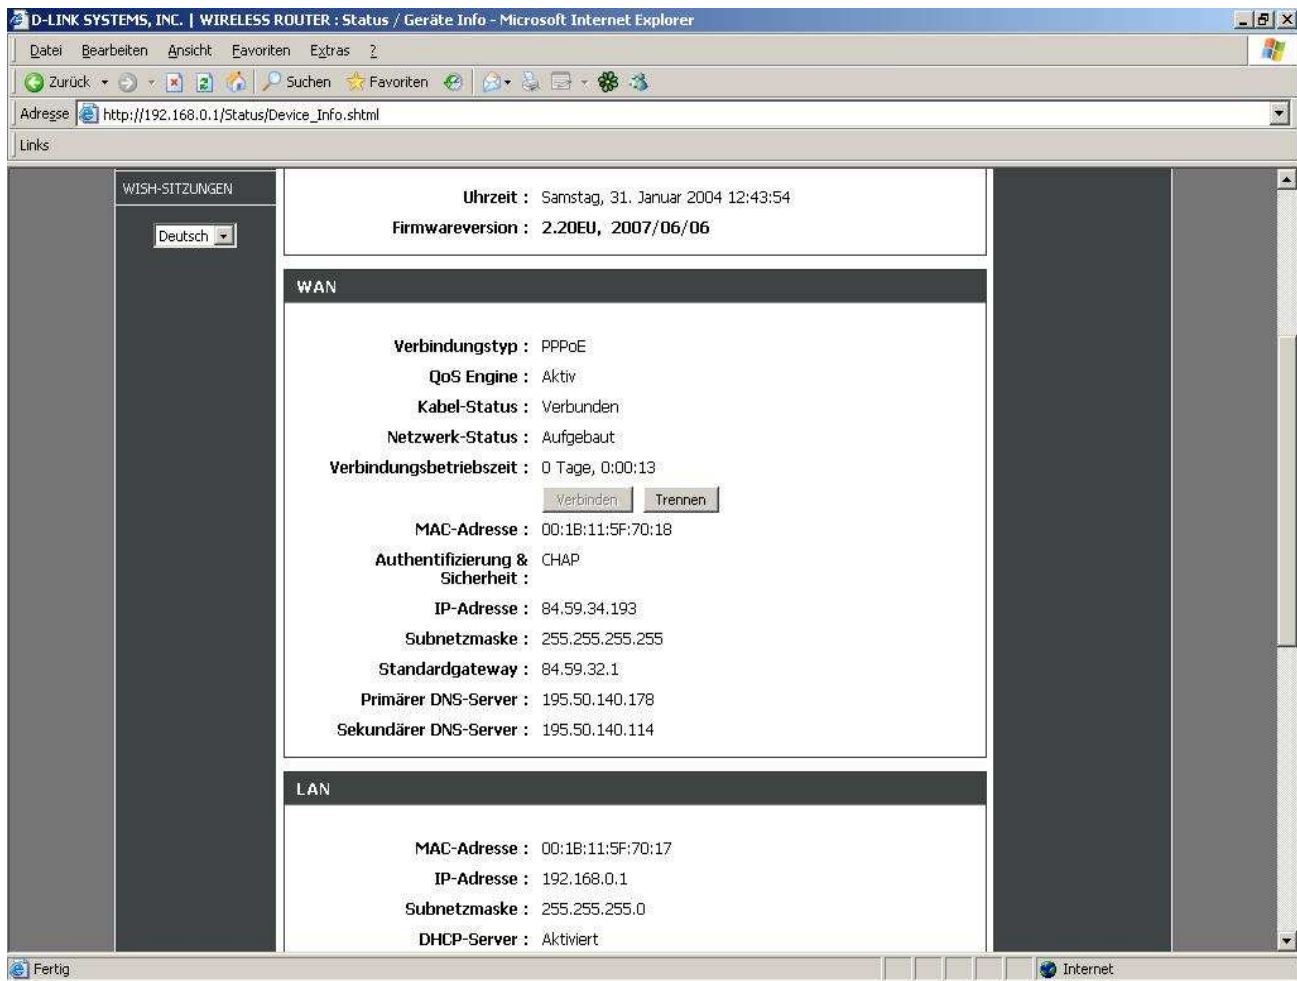 D-LINK SYSTEMS, INC. | WIRELESS ROUTER : Status / Geräte Info - Microsoft Internet Explorer
Datei Bearbeiten Ansicht Favoriten Extras ?
Zurück Suchen Favoriten
Adresse http://192.168.0.1/Status/Device_Info.shtml
Links
WISH-SITZUNGEN
Deutsch
Uhrzeit : Samstag, 31. Januar 2004 12:43:54
Firmwareversion : 2.20EU, 2007/06/06
WAN
Verbindungstyp : PPPoE
QoS Engine : Aktiv
Kabel-Status : Verbunden
Netzwerk-Status : Aufgebaut
Verbindungsbetriebszeit : 0 Tage, 0:00:13
Verbinden Trennen
MAC-Adresse : 00:1B:11:5F:70:18
Authentifizierung & CHAP
Sicherheit :
IP-Adresse : 84.59.34.193
Subnetzmaske : 255.255.255.255
Standardgateway : 84.59.32.1
Primärer DNS-Server : 195.50.140.178
Sekundärer DNS-Server : 195.50.140.114
LAN
MAC-Adresse : 00:1B:11:5F:70:17
IP-Adresse : 192.168.0.1
Subnetzmaske : 255.255.255.0
DHCP-Server : Aktiviert
Fertig Internet